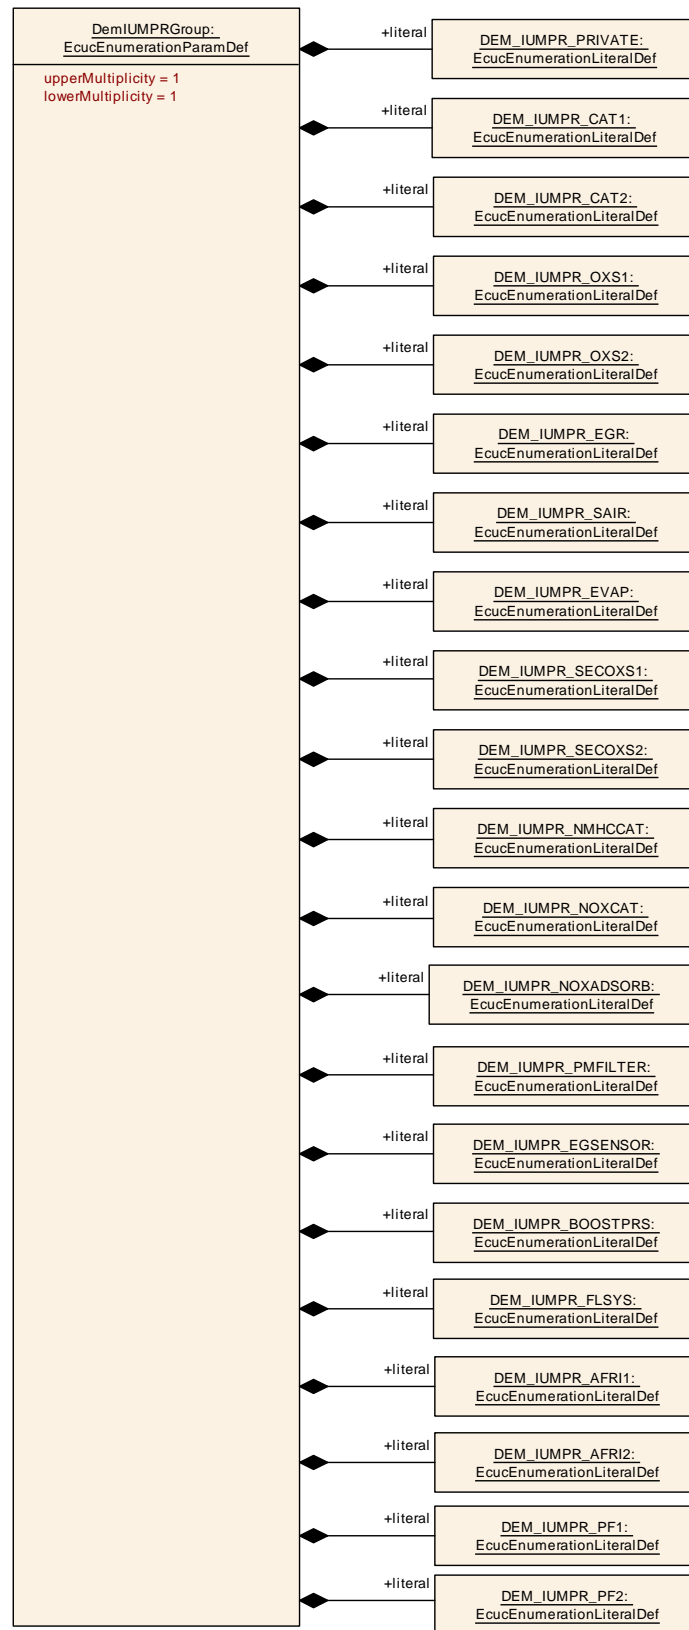 DemIUMPRGroup:
EcucEnumerationParamDef
upperMultiplicity = 1
lowerMultiplicity = 1
+literal
DEM_IUMPR_PRIVATE:
EcucEnumerationLiteralDef
+literal
DEM_IUMPR_CAT1:
EcucEnumerationLiteralDef
+literal
DEM_IUMPR_CAT2:
EcucEnumerationLiteralDef
+literal
DEM_IUMPR_OXS1:
EcucEnumerationLiteralDef
+literal
DEM_IUMPR_OXS2:
EcucEnumerationLiteralDef
+literal
DEM_IUMPR_EGR:
EcucEnumerationLiteralDef
+literal
DEM_IUMPR_SAIR:
EcucEnumerationLiteralDef
+literal
DEM_IUMPR_EVAP:
EcucEnumerationLiteralDef
+literal
DEM_IUMPR_SECOXS1:
EcucEnumerationLiteralDef
+literal
DEM_IUMPR_SECOXS2:
EcucEnumerationLiteralDef
+literal
DEM_IUMPR_NMHCCAT:
EcucEnumerationLiteralDef
+literal
DEM_IUMPR_NOXCAT:
EcucEnumerationLiteralDef
+literal
DEM_IUMPR_NOXADSORB:
EcucEnumerationLiteralDef
+literal
DEM_IUMPR_PMFILTER:
EcucEnumerationLiteralDef
+literal
DEM_IUMPR_EGSENSOR:
EcucEnumerationLiteralDef
+literal
DEM_IUMPR_BOOSTPRS:
EcucEnumerationLiteralDef
+literal
DEM_IUMPR_FLSYS:
EcucEnumerationLiteralDef
+literal
DEM_IUMPR_AFRI1:
EcucEnumerationLiteralDef
+literal
DEM_IUMPR_AFRI2:
EcucEnumerationLiteralDef
+literal
DEM_IUMPR_PF1:
EcucEnumerationLiteralDef
+literal
DEM_IUMPR_PF2:
EcucEnumerationLiteralDef